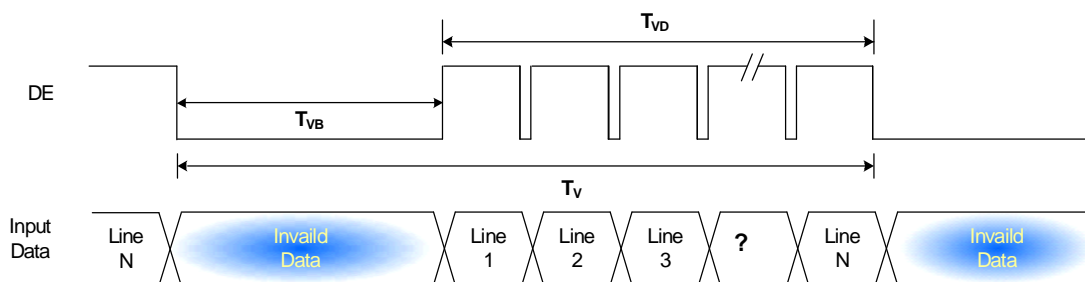 TVD
DE
TVB
TV
Input
Data
Line
N
Invaild
Data
Line
1
Line
2
Line
3
?
Line
N
Invaild
Data